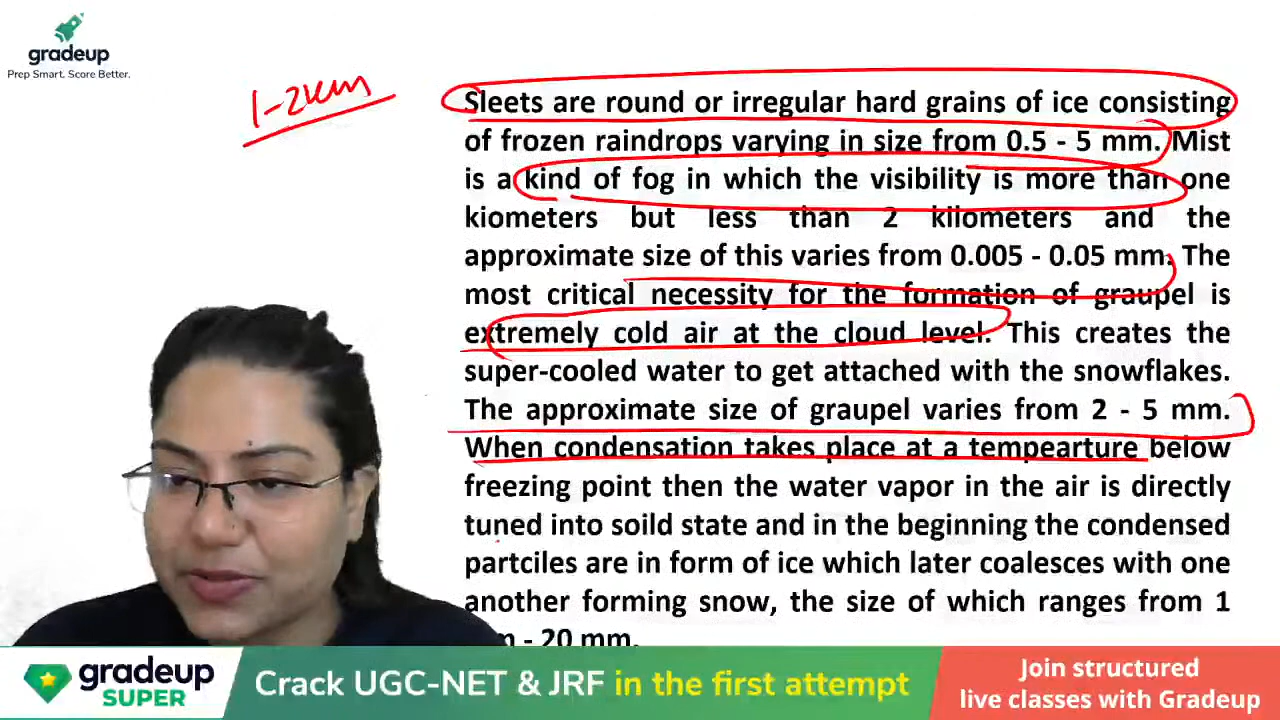 gradeup
Prep Smart. Score Better.
1-2km
Sleets are round or irregular hard grains of ice consisting
of frozen raindrops varying in size from 0.5 - 5 mm. Mist
is a kind of fog in which the visibility is more than one
kiometers but less than 2 kilometers and the
approximate size of this varies from 0.005 - 0.05 mm. The
most critical necessity for the formation of graupel is
extremely cold air at the cloud level. This creates the
super-cooled water to get attached with the snowflakes.
The approximate size of graupel varies from 2 - 5 mm.
When condensation takes place at a tempearture below
freezing point then the water vapor in the air is directly
tuned into soild state and in the beginning the condensed
partciles are in form of ice which later coalesces with one
another forming snow, the size of which ranges from 1
- 20 mm.
gradeup
SUPER
Crack UGC-NET & JRF in the first attempt
Join structured
live classes with Gradeup